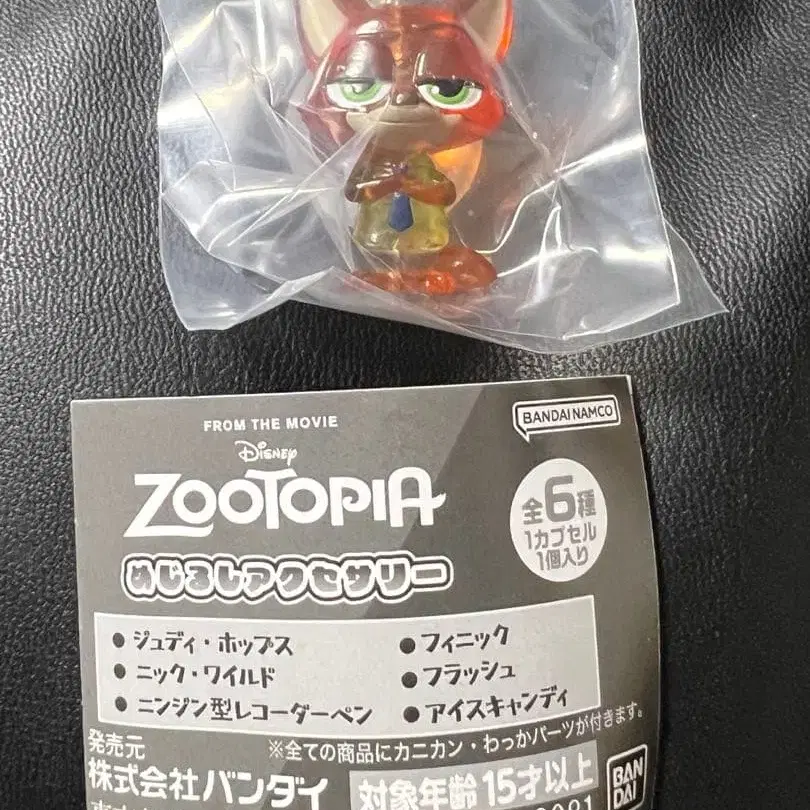 FROM THE MOVIE
BANDAI NAMCO
Disney
ZOOTOPIA
めじるしアクセサリー
全6種
1カプセル
1個入り
● ジュディ・ホップス
● ニック・ワイルド
● ニンジン型レコーダーペン
● フィニック
● フラッシュ
● アイスキャンディ
※全ての商品にカニカン・わっかパーツが付きます。
発売元
株式会社バンダイ
対象年齢15才以上
BAN
DAI